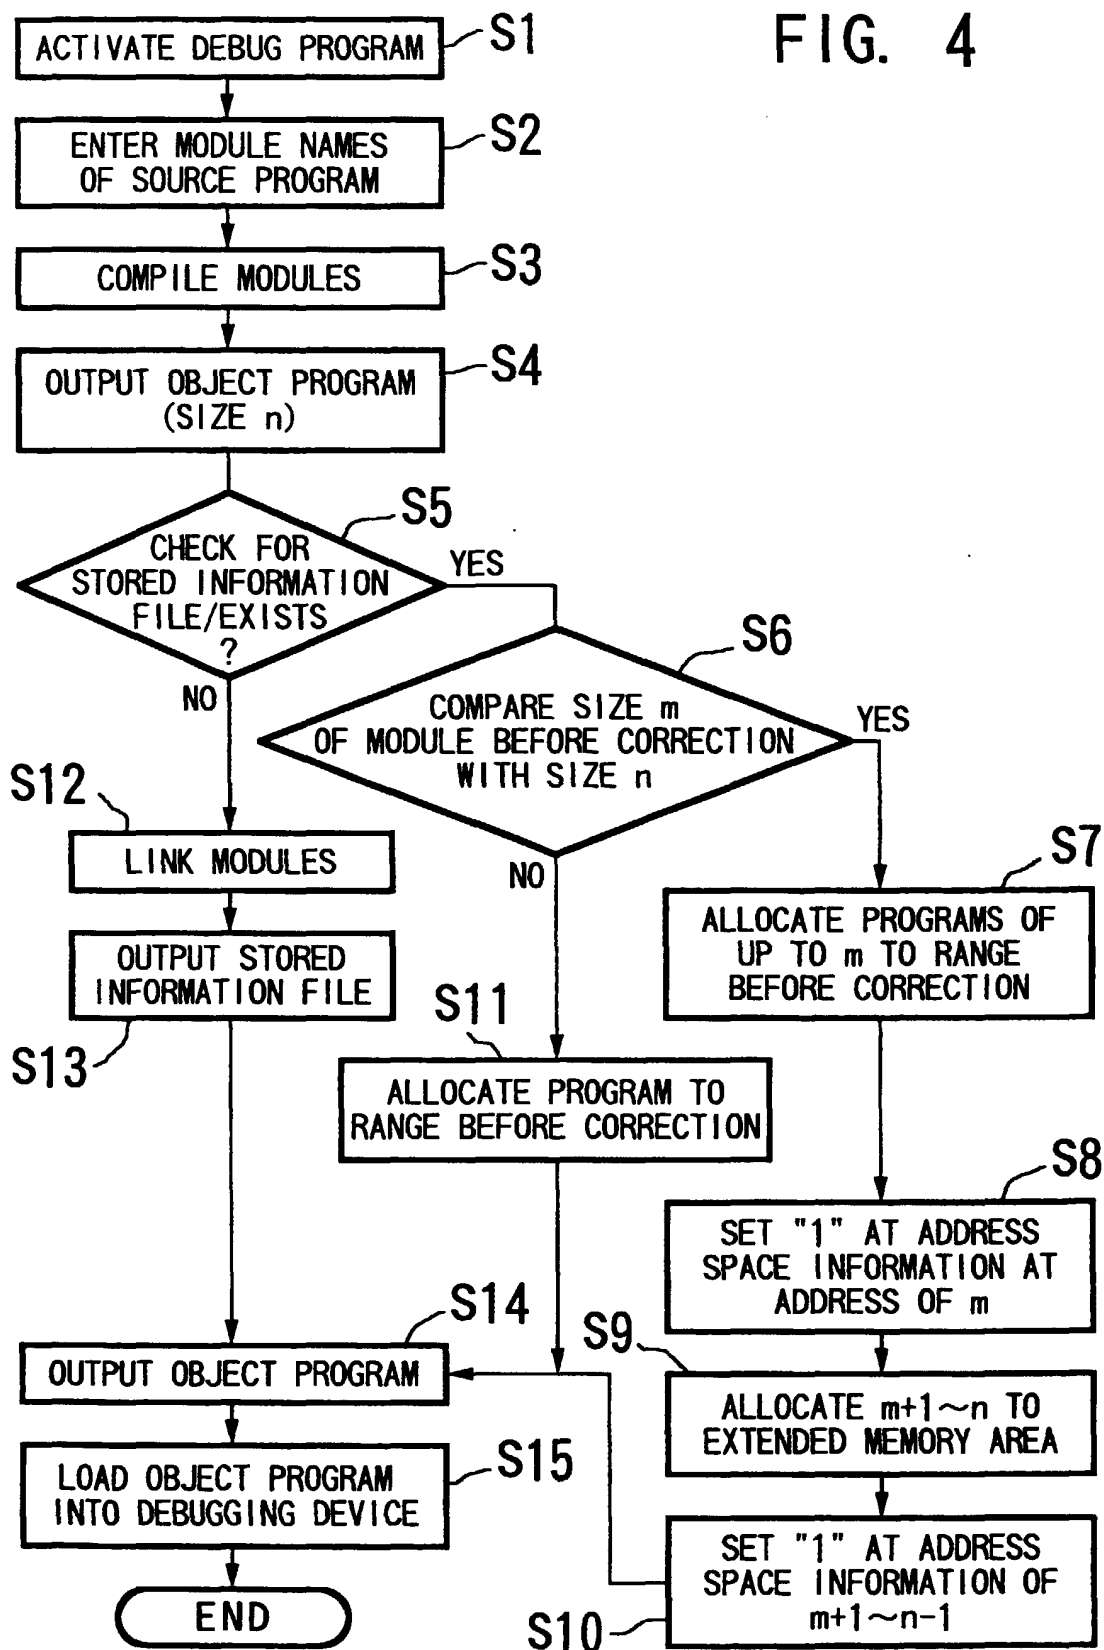 FIG. 4
S1
ACTIVATE DEBUG PROGRAM
S2
ENTER MODULE NAMES
OF SOURCE PROGRAM
S3
COMPILE MODULES
S4
OUTPUT OBJECT PROGRAM
(SIZE n)
S5
CHECK FOR
STORED INFORMATION
FILE/EXISTS
?
YES
NO
S6
COMPARE SIZE m
OF MODULE BEFORE CORRECTION
WITH SIZE n
YES
NO
S12
LINK MODULES
S7
ALLOCATE PROGRAMS OF
UP TO m TO RANGE
BEFORE CORRECTION
OUTPUT STORED
INFORMATION FILE
S13
S11
ALLOCATE PROGRAM TO
RANGE BEFORE CORRECTION
S8
SET "1" AT ADDRESS
SPACE INFORMATION AT
ADDRESS OF m
S14
OUTPUT OBJECT PROGRAM
S9
ALLOCATE m+1~n TO
EXTENDED MEMORY AREA
S15
LOAD OBJECT PROGRAM
INTO DEBUGGING DEVICE
SET "1" AT ADDRESS
SPACE INFORMATION OF
m+1~n-1
S10
END